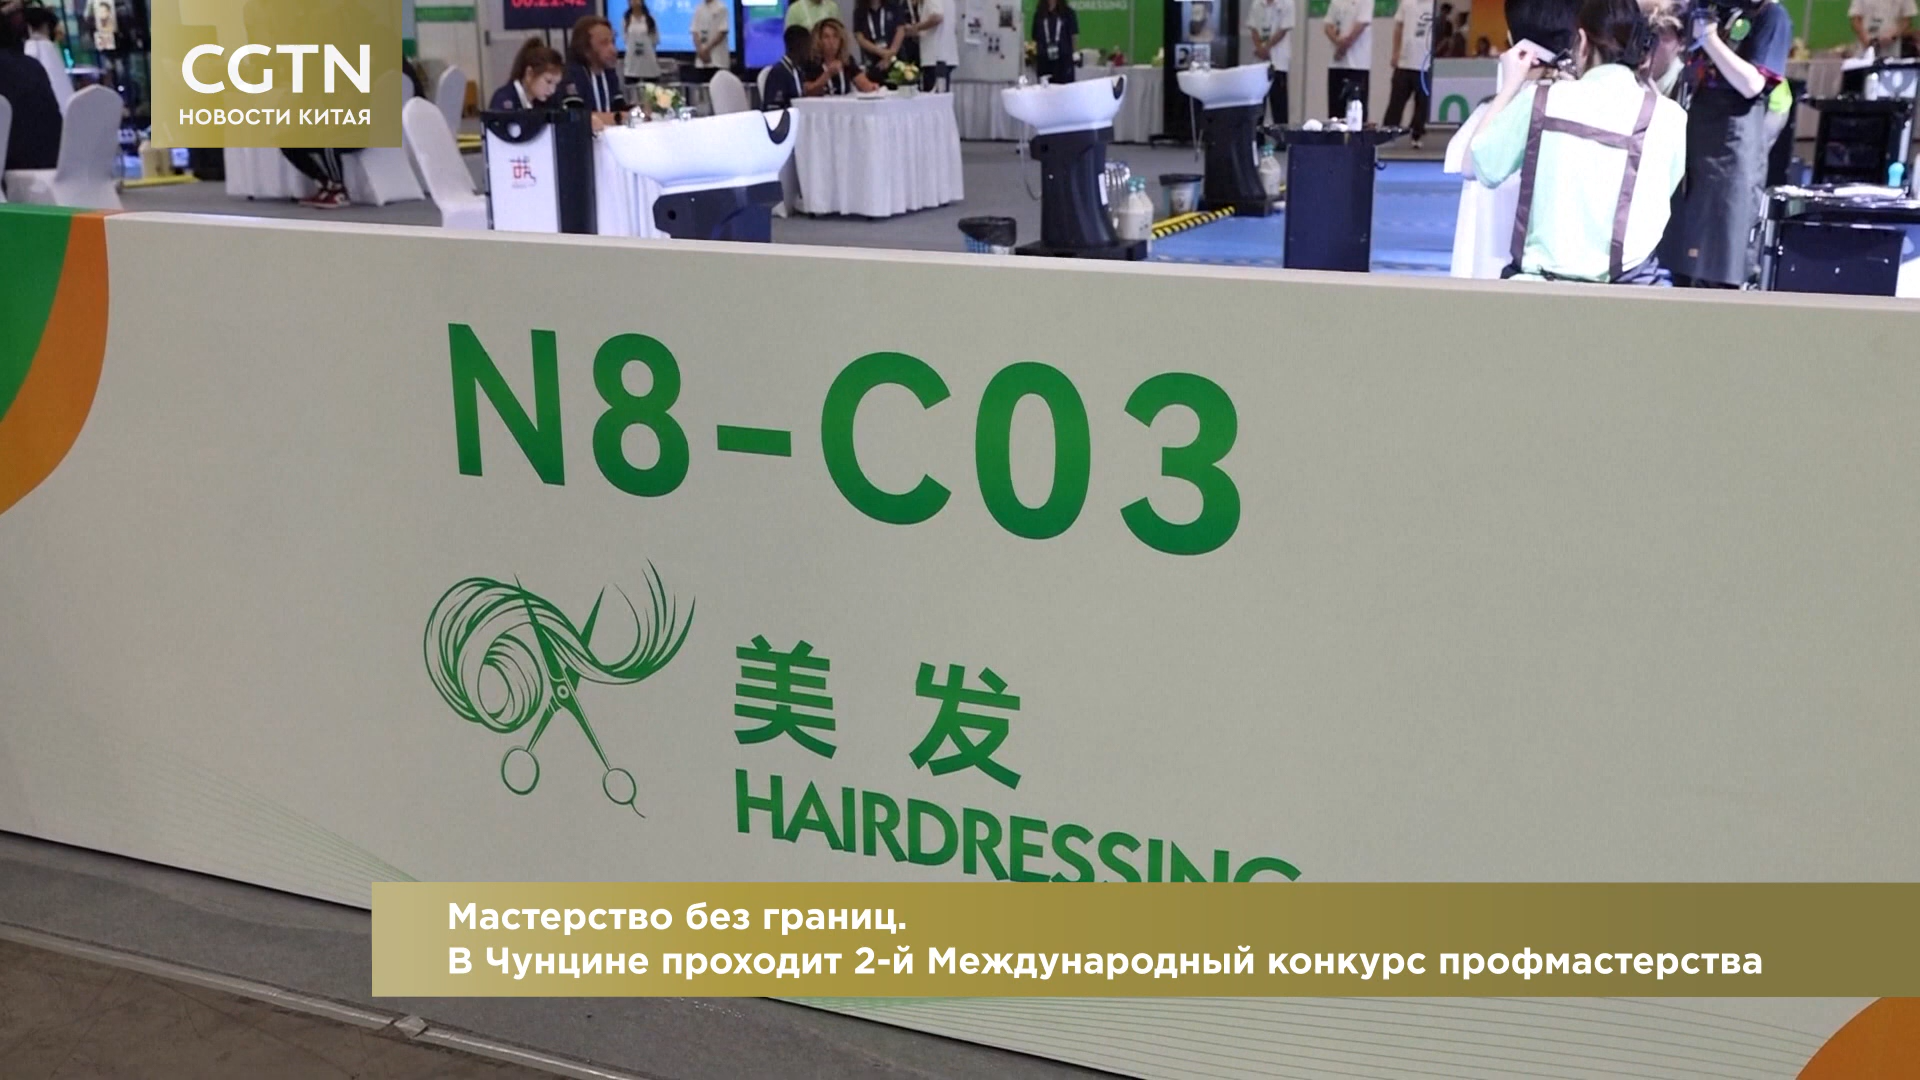 CGTN
НОВОСТИ КИТАЯ
N8-C03
美发
HAIRDRESSING
Мастерство без границ.
В Чунцине проходит 2-й Международный конкурс профмастерства